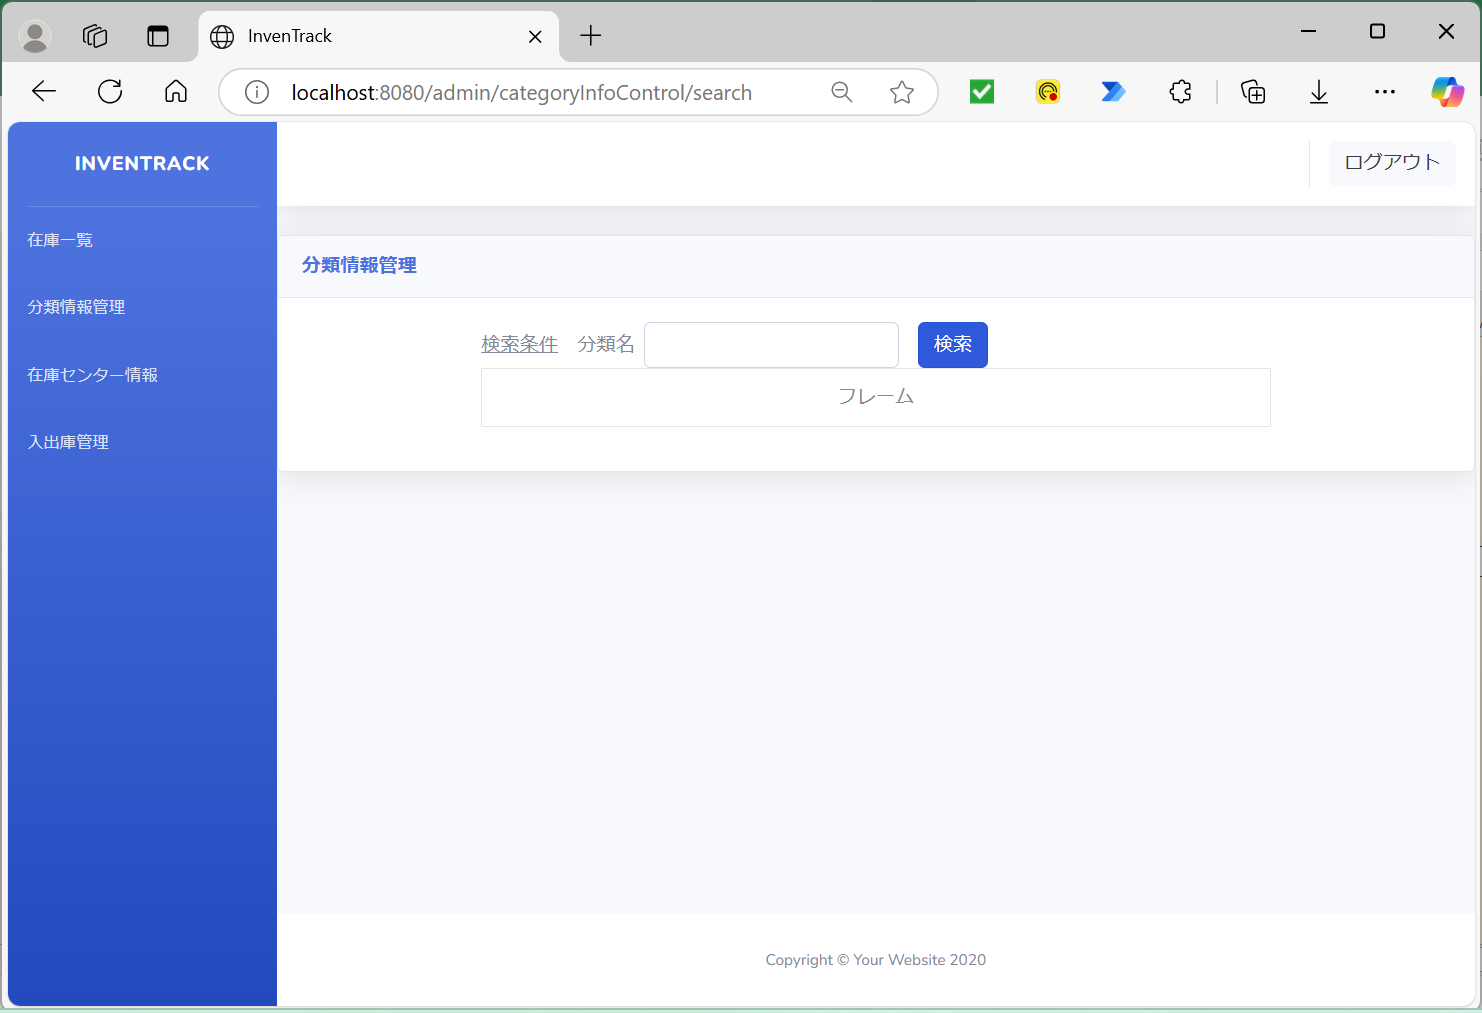 InvenTrack
localhost:8080/admin/categoryInfoControl/search
INVENTRACK
ログアウト
在庫一覧
分類情報管理
在庫センター情報
入出庫管理
分類情報管理
検索条件 分類名 検索
フレーム
Copyright © Your Website 2020